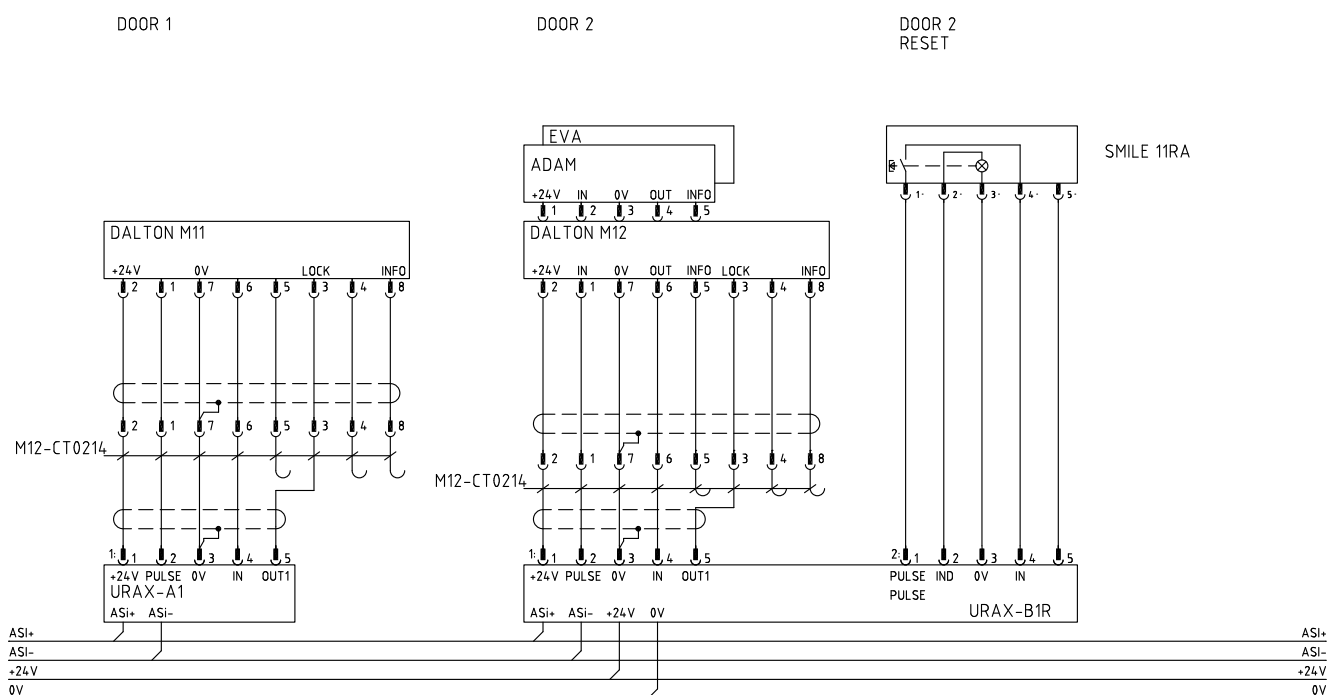 DOOR 1 DOOR 2 DOOR 2
RESET
EVA
ADAM
SMILE 11RA
+24V IN 0V OUT INFO
1 2 3 4 5
1 2 3 4 5
DALTON M11 DALTON M12
+24V 0V LOCK INFO
+24V IN 0V OUT INFO LOCK INFO
2 1 7 6 5 3 4 8
2 1 7 6 5 3 4 8
2 1 7 6 5 3 4 8
M12-CT0214
2 1 7 6 5 3 4 8
M12-CT0214
1: 1 2 3 4 5
1: 1 2 3 4 5
2: 1 2 3 4 5
+24V PULSE 0V IN OUT1
URAX-A1
ASi+ ASi-
+24V PULSE 0V IN OUT1
PULSE IND 0V IN
PULSE
URAX-B1R
ASi+ ASi- +24V 0V
ASI+ ASI+
ASI- ASI-
+24V +24V
0V 0V